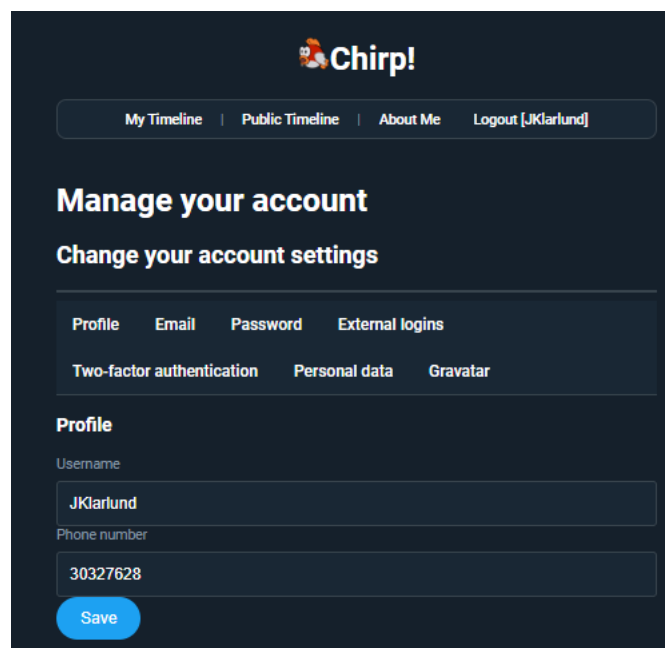 Chirp!
My Timeline | Public Timeline | About Me Logout [JKlarlund]
Manage your account
Change your account settings
Profile Email Password External logins
Two-factor authentication Personal data Gravatar
Profile
Username
JKlarlund
Phone number
30327628
Save